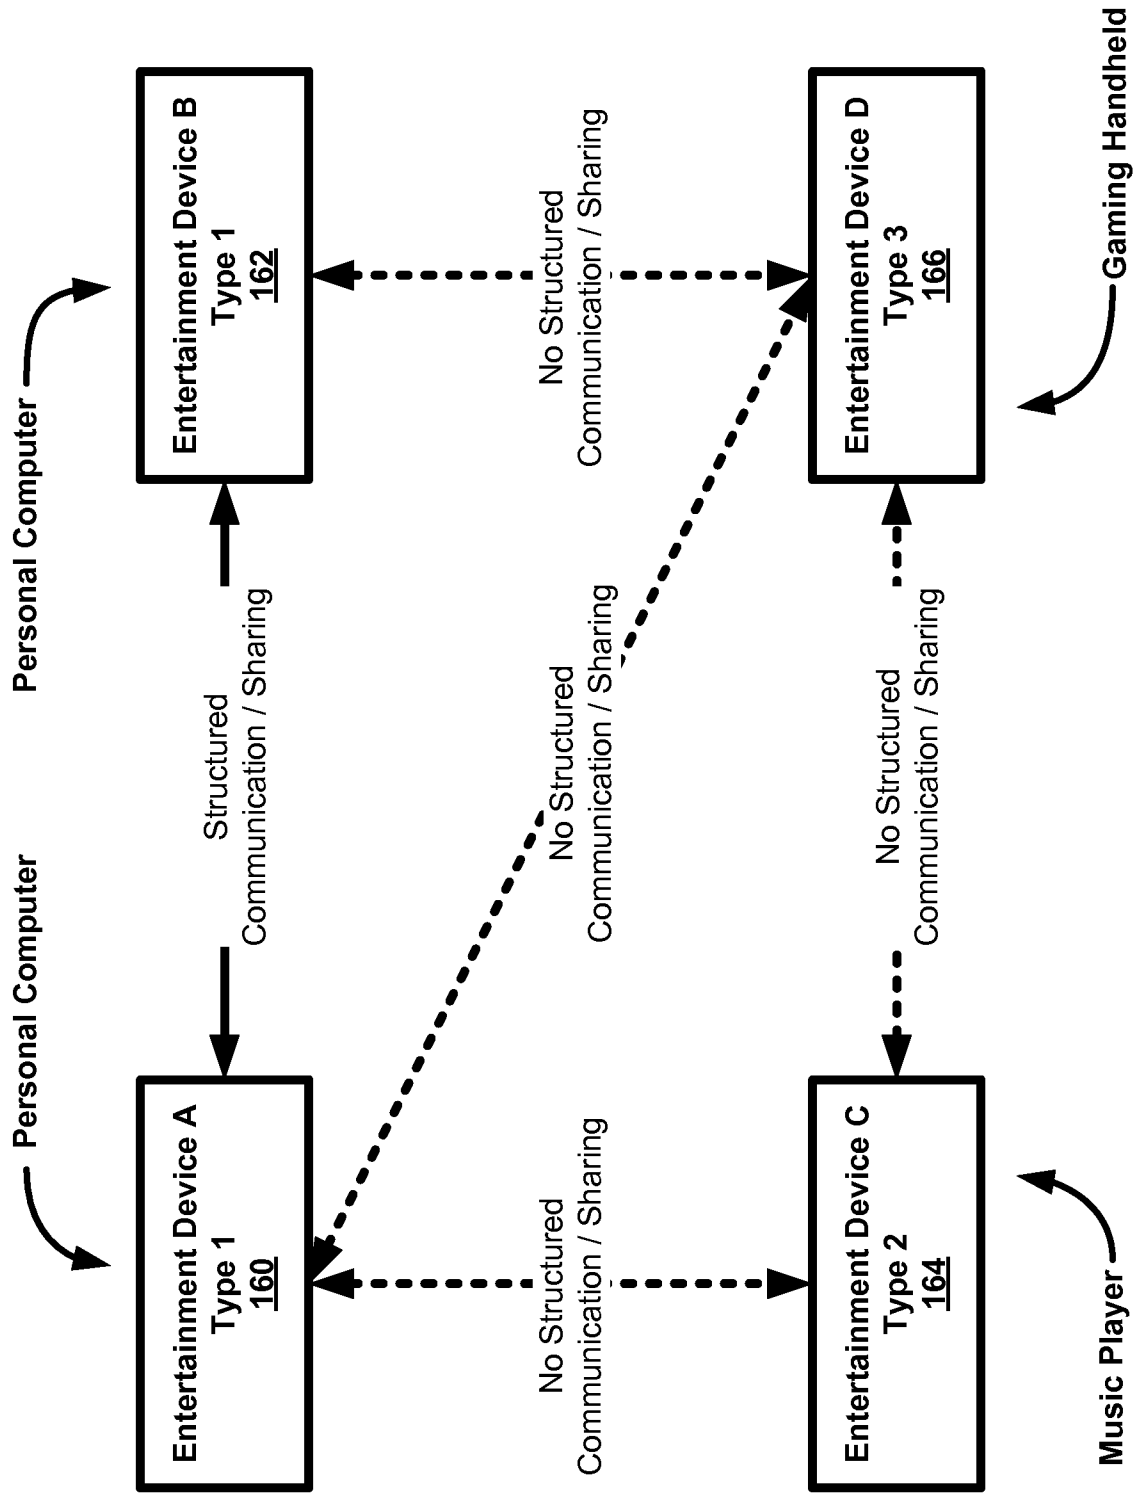 Personal Computer
Personal Computer
Entertainment Device A
Type 1
160
Structured
Communication / Sharing
Entertainment Device B
Type 1
162
No Structured
Communication / Sharing
No Structured
Communication / Sharing
No Structured
Communication / Sharing
Entertainment Device C
Type 2
164
No Structured
Communication / Sharing
Entertainment Device D
Type 3
166
Music Player
Gaming Handheld